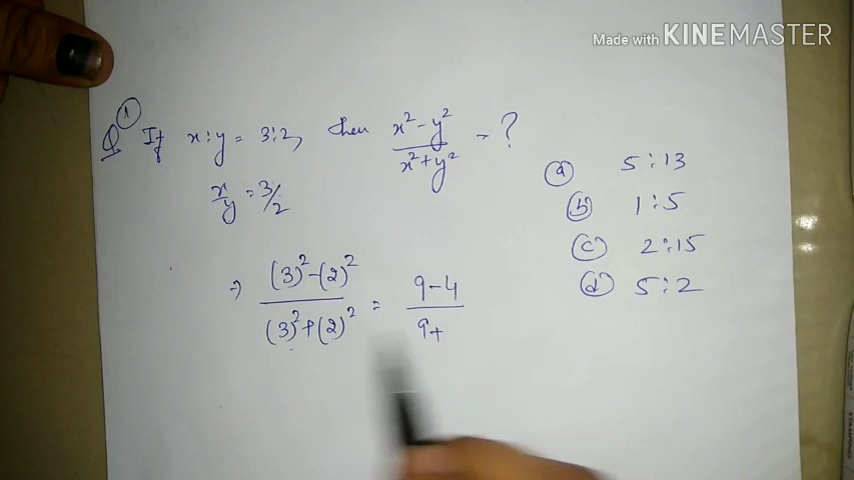 Made with KINEMASTER
Q ① If x:y = 3:2, then (x² - y²)/(x² + y²) = ?
x/y = 3/2
ⓐ 5:13
ⓑ 1:5
ⓒ 2:15
ⓓ 5:2
⇒ ((3)² - (2)²)/((3)² + (2)²) = (9 - 4)/(9 +